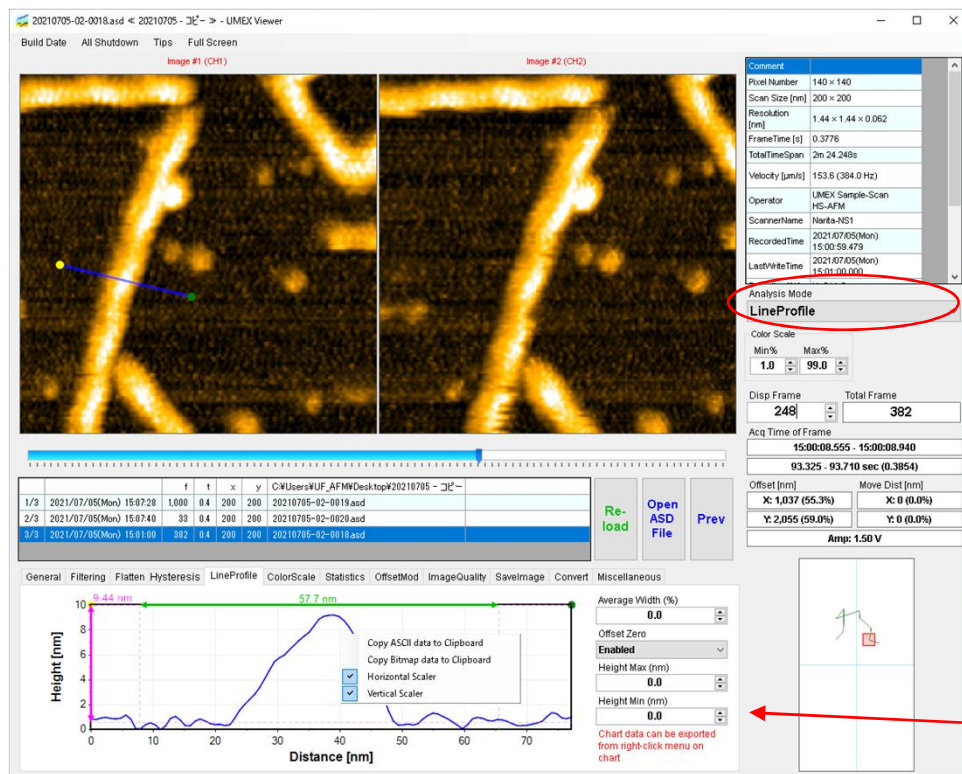 20210705-02-0018.asd ≪ 20210705 - コピー ≫ - UMEX Viewer
Build Date All Shutdown Tips Full Screen
Image #1 (CH1) Image #2 (CH2)
Comment
Pixel Number 140 × 140
Scan Size [nm] 200 × 200
Resolution [nm] 1.44 × 1.44 × 0.062
FrameTime [s] 0.3776
TotalTimeSpan 2m 24.248s
Velocity [μm/s] 153.6 (384.0 Hz)
Operator UMEX Sample-Scan HS-AFM
ScannerName Narita-NS1
RecordedTime 2021/07/05(Mon) 15:00:59.479
LastWriteTime 2021/07/05(Mon) 15:01:00.000
Analysis Mode
LineProfile
Color Scale
Min% Max%
1.0 99.0
Disp Frame Total Frame
248 382
Acq Time of Frame
15:00:08.555 - 15:00:08.940
93.325 - 93.710 sec (0.3854)
Offset [nm] Move Dist [nm]
X: 1,037 (55.3%) X: 0 (0.0%)
Y: 2,055 (59.0%) Y: 0 (0.0%)
Amp: 1.50 V
f t x y C:¥Users¥UF_AFM¥Desktop¥20210705 - コピー
1/3 2021/07/05(Mon) 15:07:28 1,000 0.4 200 200 20210705-02-0019.asd
2/3 2021/07/05(Mon) 15:07:40 33 0.4 200 200 20210705-02-0020.asd
3/3 2021/07/05(Mon) 15:01:00 382 0.4 200 200 20210705-02-0018.asd
Re-load
Open ASD File
Prev
General Filtering Flatten Hysteresis LineProfile ColorScale Statistics OffsetMod ImageQuality SaveImage Convert Miscellaneous
9.44 nm 57.7 nm
10
8
6
4
2
0
Height [nm]
0 10 20 30 40 50 60 70
Distance [nm]
Copy ASCII data to Clipboard
Copy Bitmap data to Clipboard
Horizontal Scaler
Vertical Scaler
Average Width (%)
0.0
Offset Zero
Enabled
Height Max (nm)
0.0
Height Min (nm)
0.0
Chart data can be exported
from right-click menu on
chart